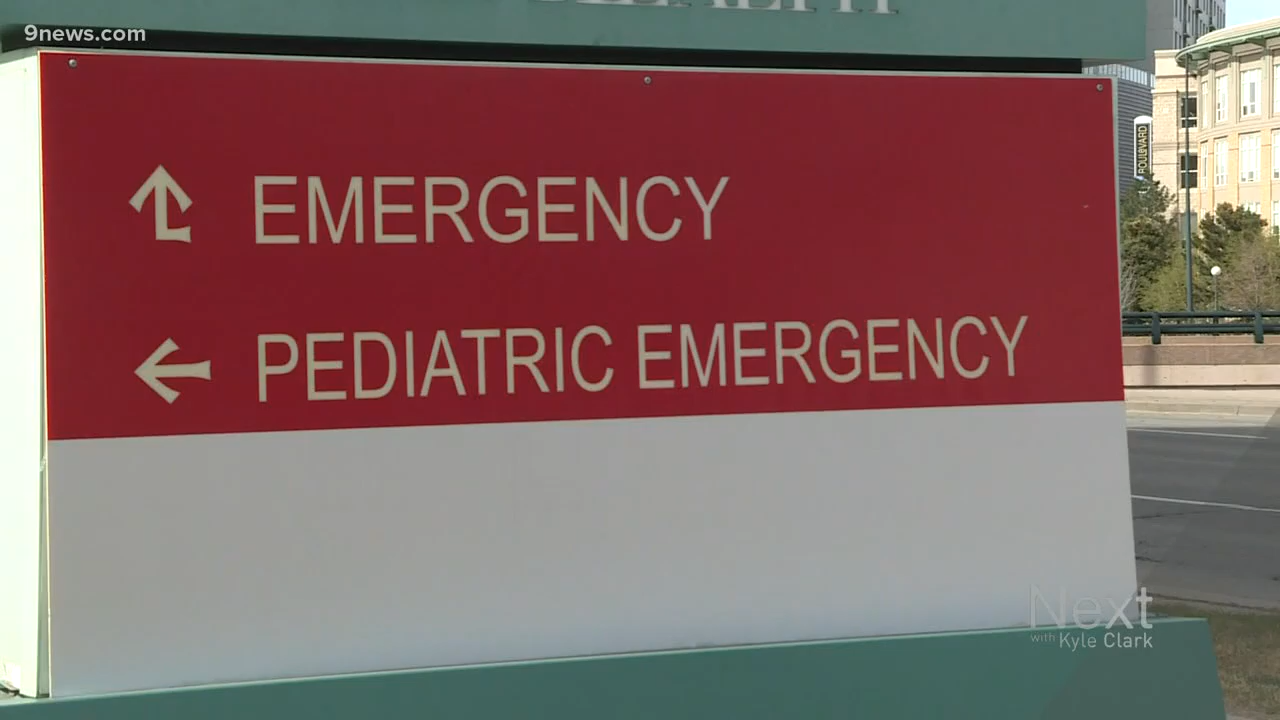 9news.com
EMERGENCY
PEDIATRIC EMERGENCY
BOULEVARD
Next
with Kyle Clark